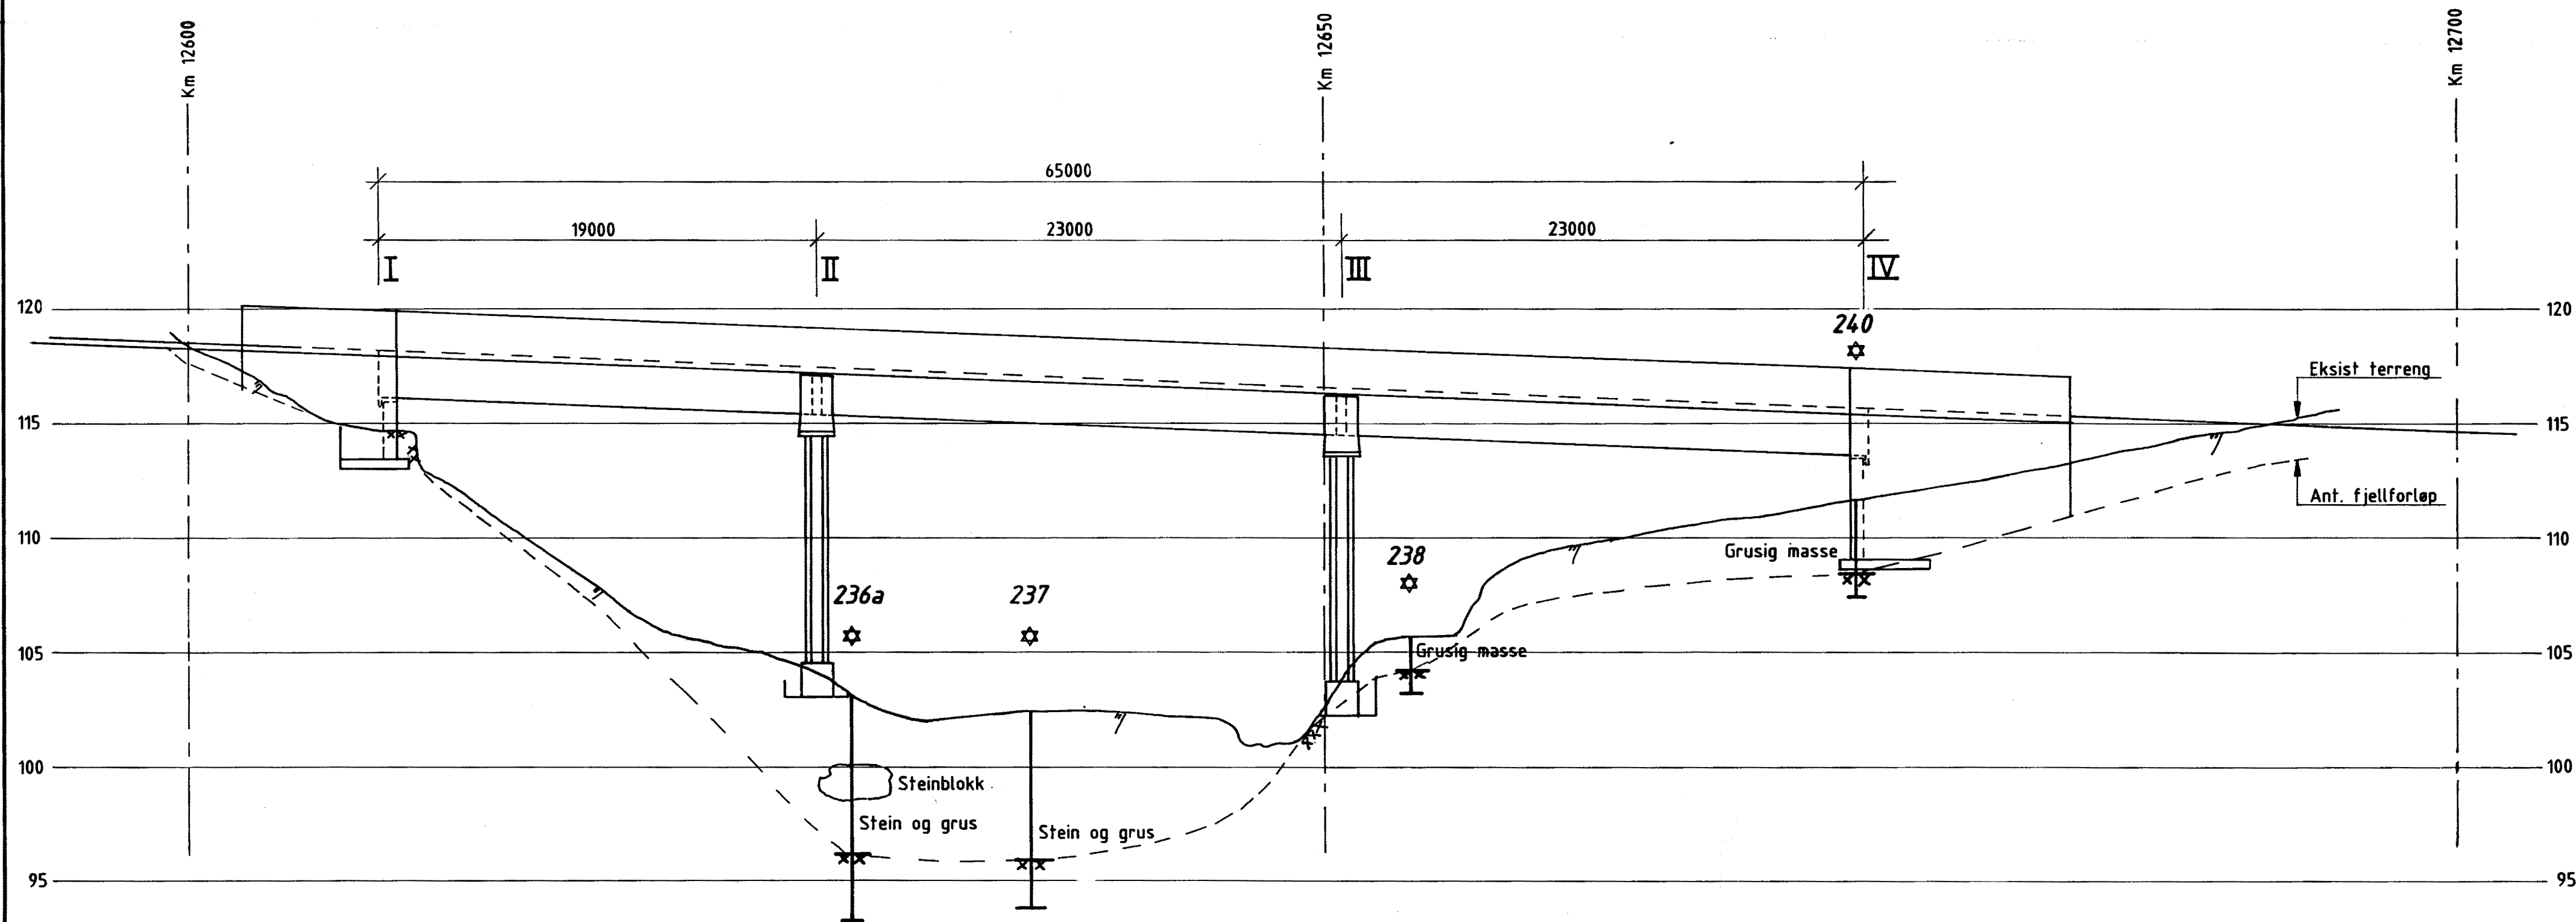 Km 12600
Km 12650
Km 12700
65000
19000
23000
23000
I
II
III
IV
120
120
240
Eksist terreng
115
115
Ant. fjellforløp
110
110
Grusig masse
238
236a
237
105
105
Grusig masse
100
100
Steinblokk
Stein og grus
Stein og grus
95
95